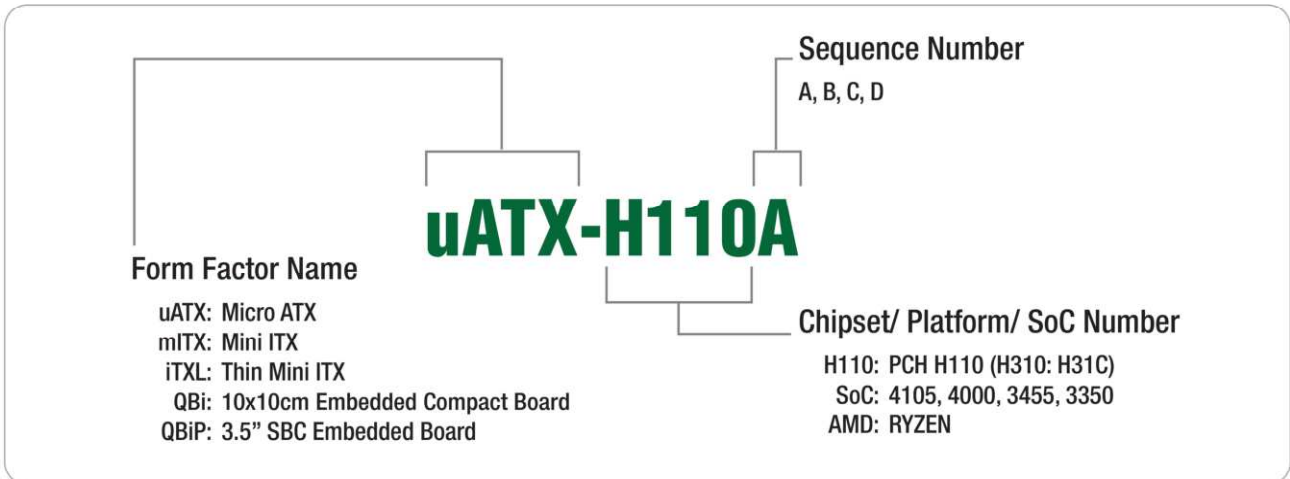 Sequence Number
A, B, C, D
uATX-H110A
Form Factor Name
uATX: Micro ATX
mITX: Mini ITX
iTXL: Thin Mini ITX
QBi: 10x10cm Embedded Compact Board
QBiP: 3.5” SBC Embedded Board
Chipset/ Platform/ SoC Number
H110: PCH H110 (H310: H31C)
SoC: 4105, 4000, 3455, 3350
AMD: RYZEN